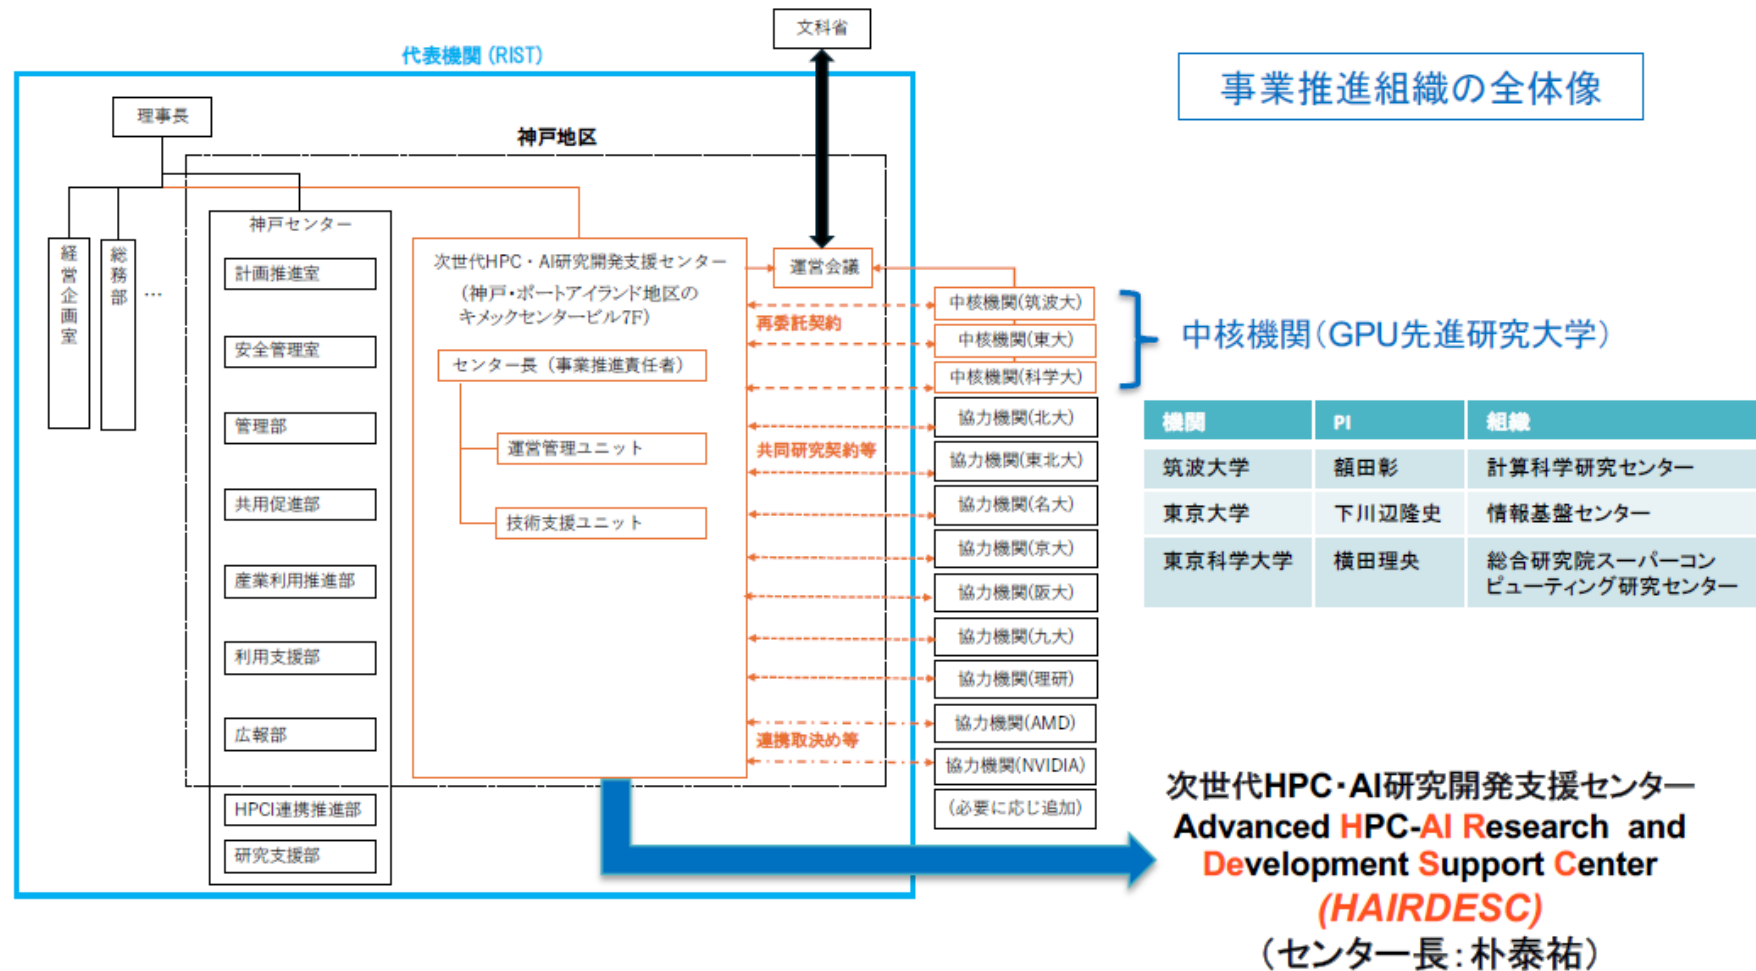 文科省
代表機関 (RIST)
事業推進組織の全体像
理事長
神戸地区
経営企画室
総務部
…
神戸センター
計画推進室
安全管理室
管理部
共用促進部
産業利用推進部
利用支援部
広報部
HPCI連携推進部
研究支援部
次世代HPC・AI研究開発支援センター
(神戸・ポートアイランド地区の
キメックセンタービル7F)
センター長（事業推進責任者）
運営管理ユニット
技術支援ユニット
運営会議
再委託契約
共同研究契約等
連携取決め等
中核機関(筑波大)
中核機関(東大)
中核機関(科学大)
協力機関(北大)
協力機関(東北大)
協力機関(名大)
協力機関(京大)
協力機関(阪大)
協力機関(九大)
協力機関(理研)
協力機関(AMD)
協力機関(NVIDIA)
(必要に応じ追加)
中核機関（GPU先進研究大学）
機関 PI 組織
筑波大学 額田彰 計算科学研究センター
東京大学 下川辺隆史 情報基盤センター
東京科学大学 横田理央 総合研究院スーパーコン
ピューティング研究センター
次世代HPC・AI研究開発支援センター
Advanced HPC-AI Research and
Development Support Center
(HAIRDESC)
（センター長：朴泰祐）